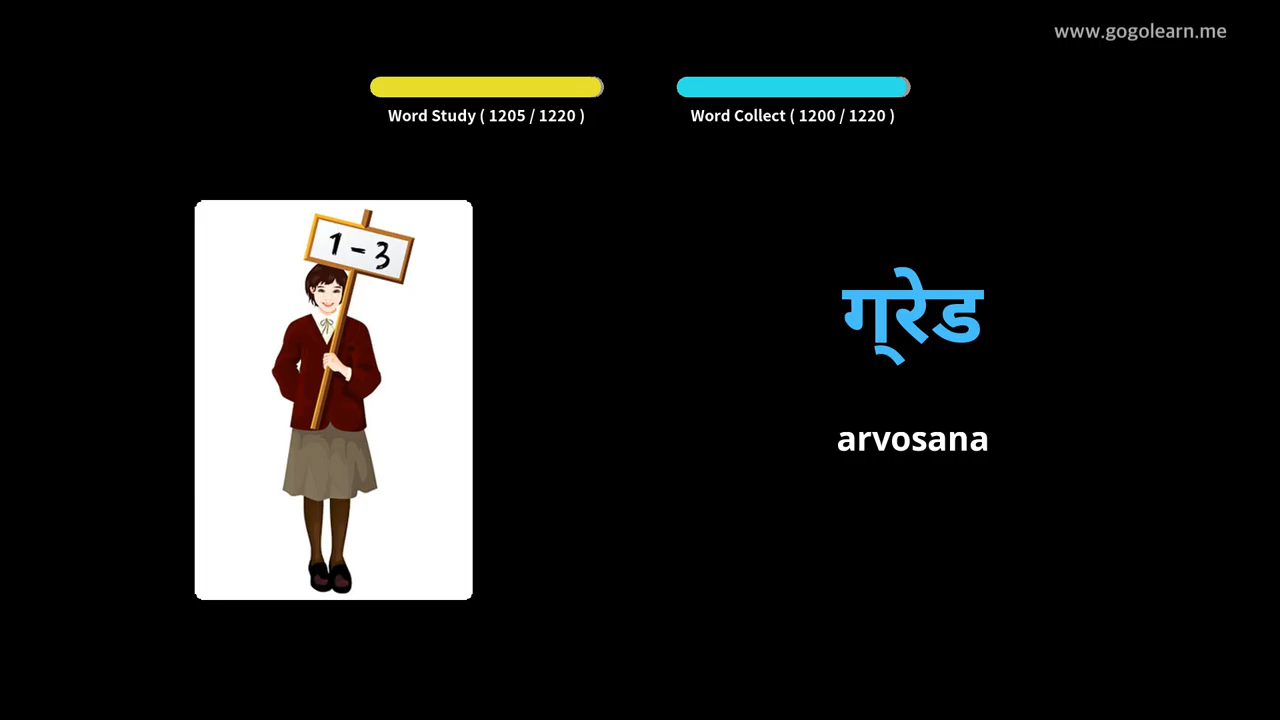 www.gogolearn.me
Word Study ( 1205 / 1220 )
Word Collect ( 1200 / 1220 )
1 - 3
ग्रेड
arvosana